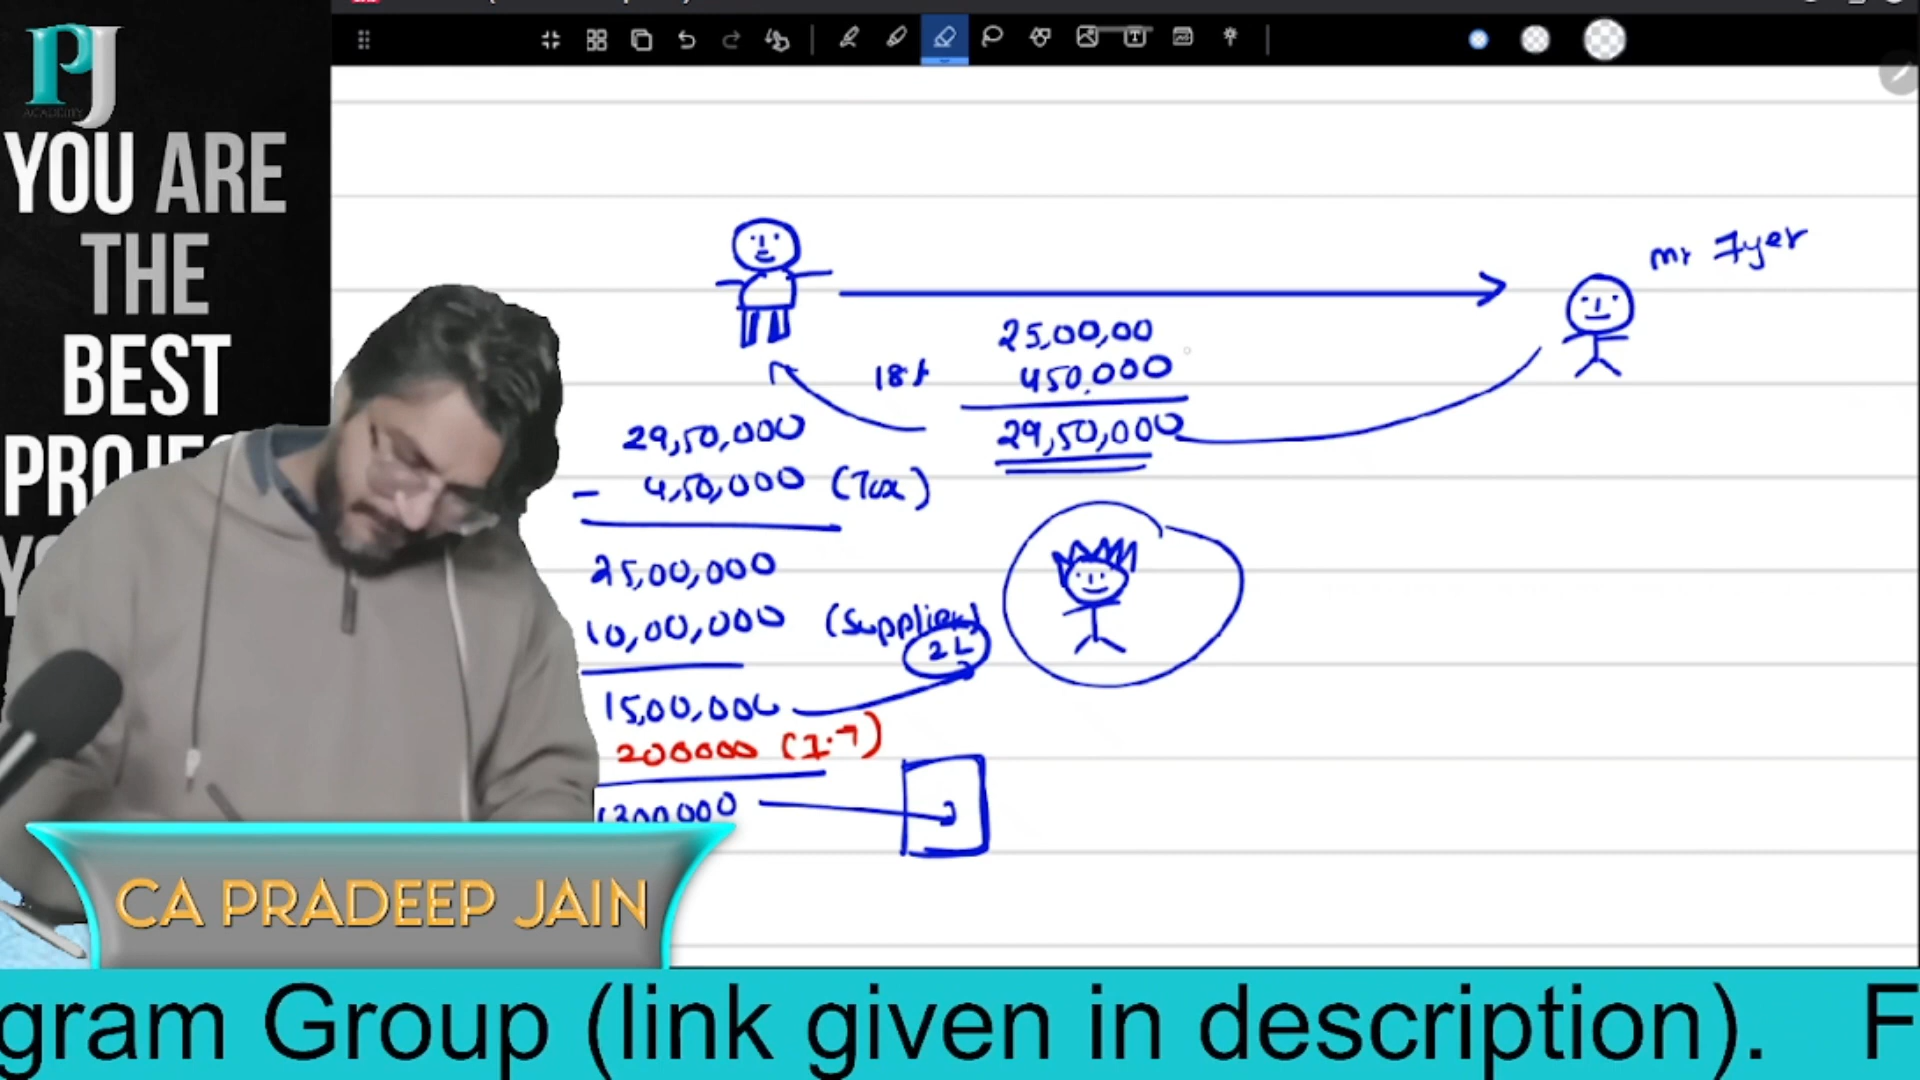 PJ
ACADEMY
YOU ARE
THE
BEST
PROJE
YO
Mr Iyer
25,00,00
18%
450,000
29,50,000
29,50,000
- 4,50,000 (Tax)
25,00,000
10,00,000 (Supplier)
2L
15,00,000
200000 (I.T)
1300000
CA PRADEEP JAIN
gram Group (link given in description). F